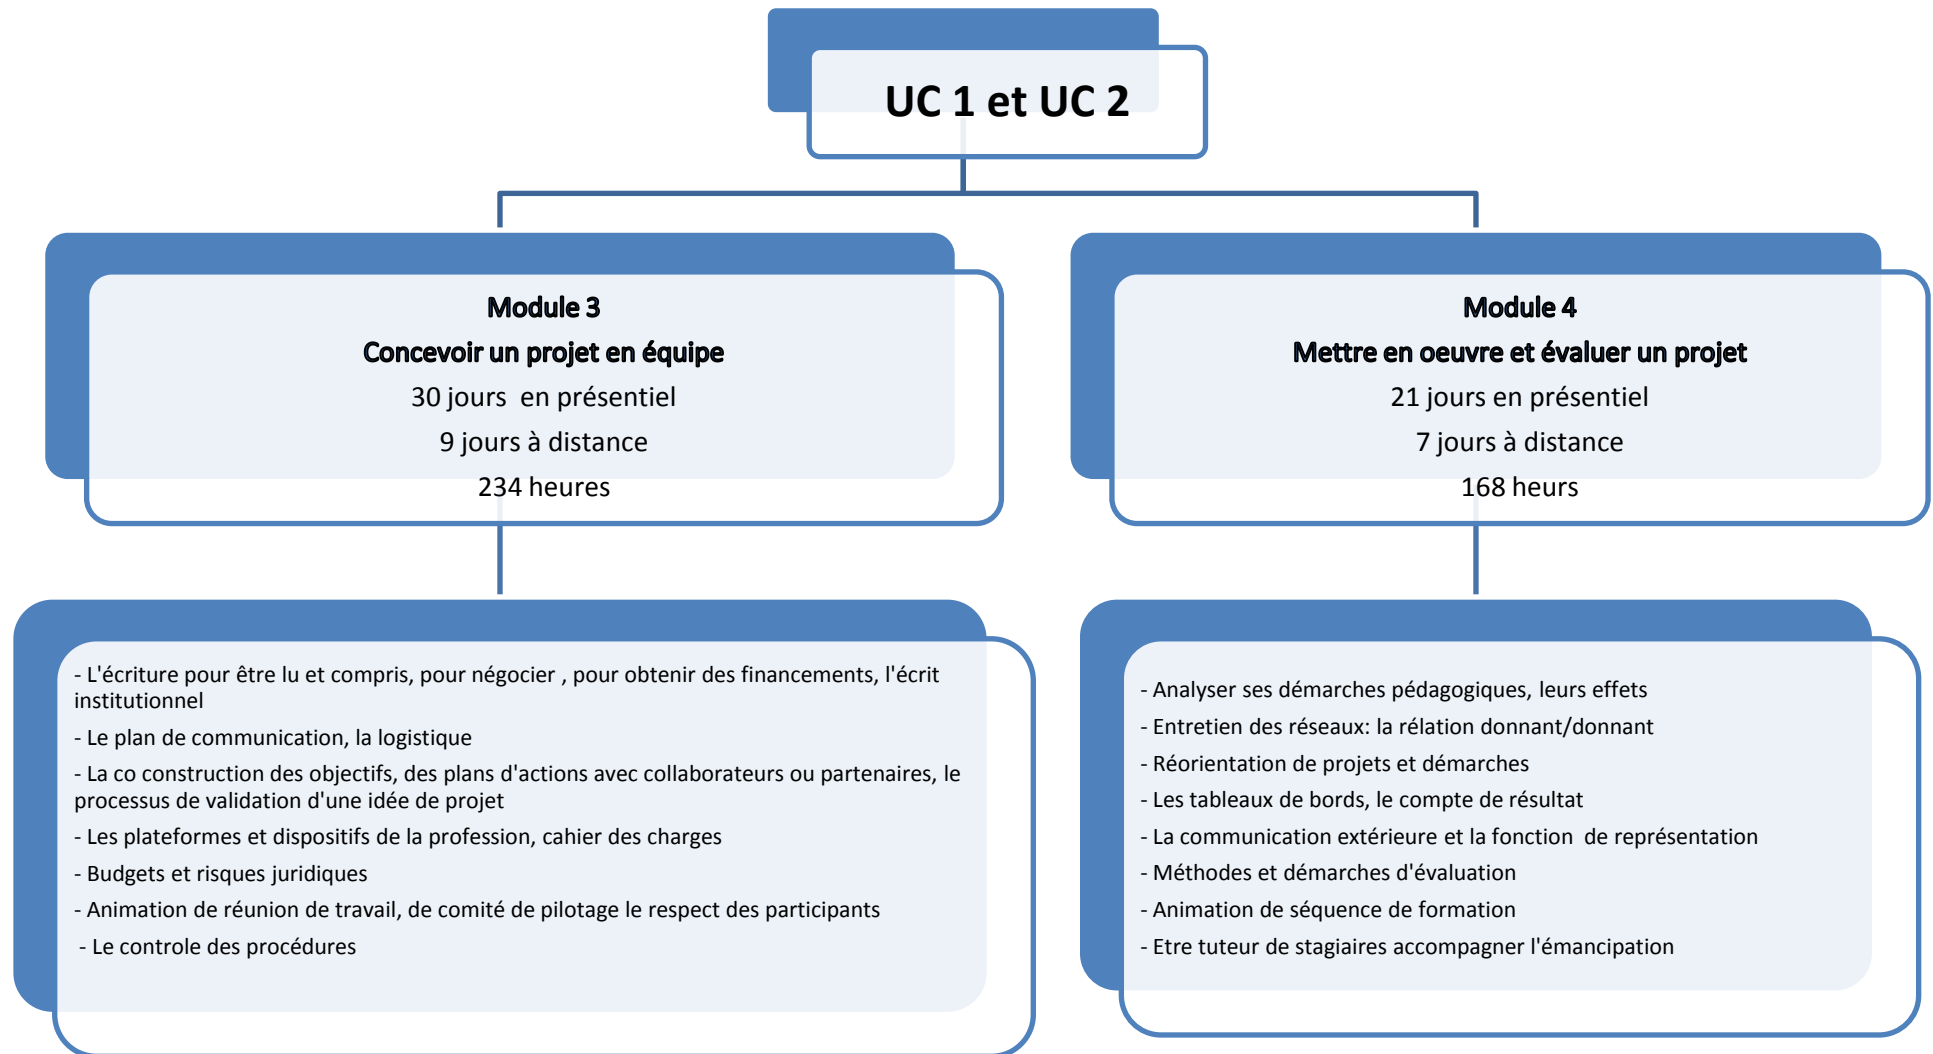 UC 1 et UC 2
Module 3
Concevoir un projet en équipe
30 jours  en présentiel
9 jours à distance
234 heures
Module 4
Mettre en oeuvre et évaluer un projet
21 jours en présentiel
7 jours à distance
168 heurs
- L'écriture pour être lu et compris, pour négocier , pour obtenir des financements, l'écrit
institutionnel
- Le plan de communication, la logistique
- La co construction des objectifs, des plans d'actions avec collaborateurs ou partenaires, le
processus de validation d'une idée de projet
- Les plateformes et dispositifs de la profession, cahier des charges
- Budgets et risques juridiques
- Animation de réunion de travail, de comité de pilotage le respect des participants
- Le controle des procédures
- Analyser ses démarches pédagogiques, leurs effets
- Entretien des réseaux: la rélation donnant/donnant
- Réorientation de projets et démarches
- Les tableaux de bords, le compte de résultat
- La communication extérieure et la fonction  de représentation
- Méthodes et démarches d'évaluation
- Animation de séquence de formation
- Etre tuteur de stagiaires accompagner l'émancipation